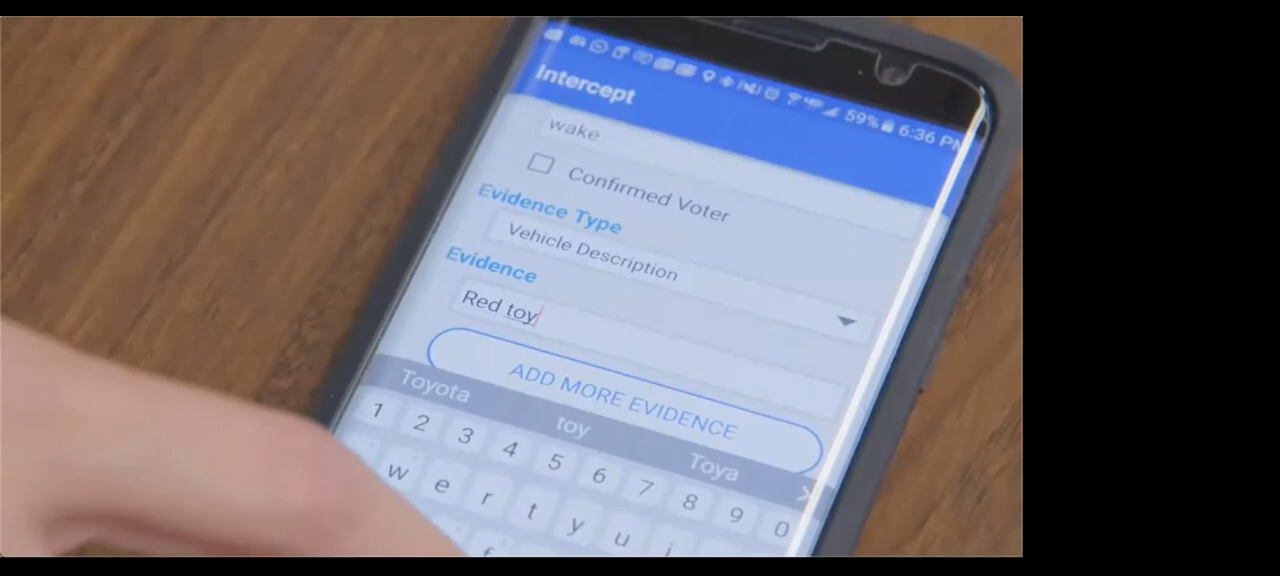 59% 6:36 PM
Intercept
wake
Confirmed Voter
Evidence Type
Vehicle Description
Evidence
Red toy
ADD MORE EVIDENCE
Toyota toy Toya
1 2 3 4 5 6 7 8 9 0
w e r t y u i
f